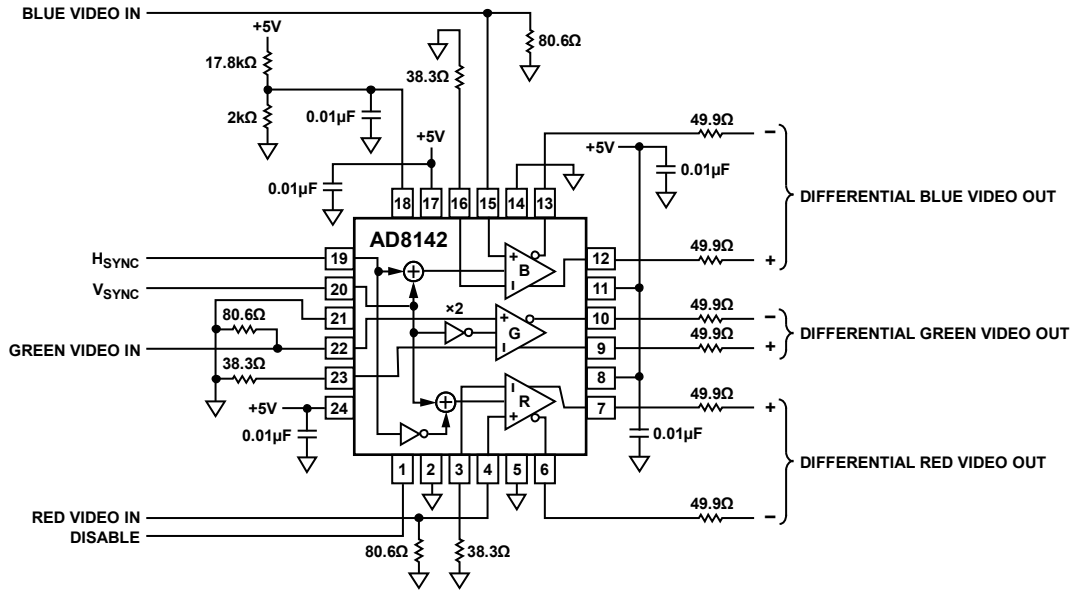 BLUE VIDEO IN
+5V
80.6Ω
17.8kΩ
38.3Ω
2kΩ
0.01µF
49.9Ω
−
+5V
+5V
0.01µF
0.01µF
DIFFERENTIAL BLUE VIDEO OUT
18 17 16 15 14 13
AD8142
HSYNC
19
+
B
+
−
12
49.9Ω
+
VSYNC
20
11
×2
49.9Ω
−
80.6Ω
21
+
G
−
10
DIFFERENTIAL GREEN VIDEO OUT
GREEN VIDEO IN
22
9
49.9Ω
+
38.3Ω
23
8
49.9Ω
+5V
24
+
−
R
+
7
+
0.01µF
0.01µF
DIFFERENTIAL RED VIDEO OUT
1 2 3 4 5 6
49.9Ω
−
RED VIDEO IN
DISABLE
80.6Ω
38.3Ω